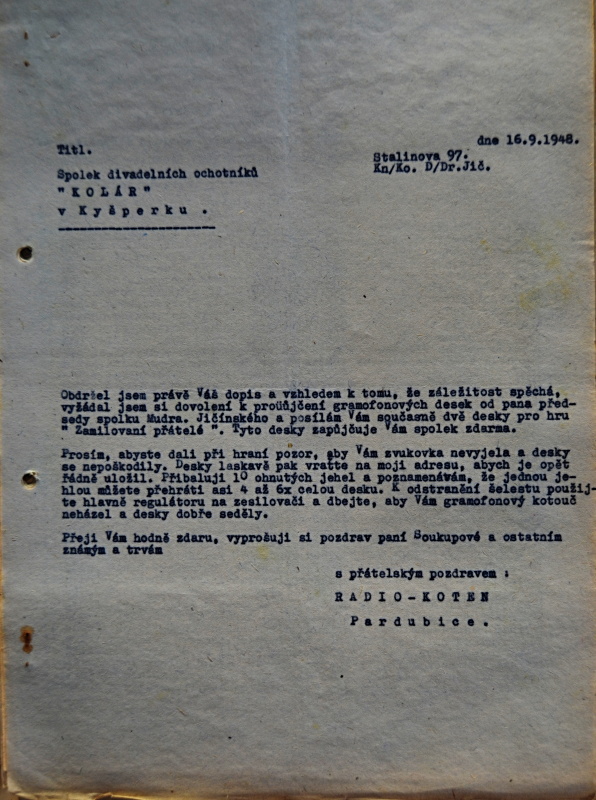 dne 16.9.1948.
Titl.
Stalinova 97.
Kn/Ko. D/Dr.Jič.
Spolek divadelních ochotníků
"KOLÁR"
v Kyšperku .
Obdržel jsem právě Váš dopis a vzhledem k tomu, že záležitost spěchá,
vyžádal jsem si dovolení k proůůjčení gramofonových desek od pana před-
sedy spolku Mudra. Jičínského a posílám Vám současně dvě desky pro hru
" Zamilovaní přátelé ". Tyto desky zapůjčuje Vám spolek zdarma.
Prosím, abyste dali při hraní pozor, aby Vám zvukovka nevyjela a desky
se nepoškodily. Desky laskavě pak vraťte na moji adresu, abych je opět
řádně uložil. Přibaluji 10 ohnutých jehel a poznamenávám, že jednou je-
hlou můžete přehráti asi 4 až 6x celou desku. K odstranění šelestu použij-
te hlavně regulátoru na zesilovači a dbejte, aby Vám gramofonový kotouč
neházel a desky dobře seděly.
Přeji Vám hodně zdaru, vyprošuji si pozdrav paní Soukupové a ostatním
známým a trvám
s přátelským pozdravem :
RADIO-KOTEN
Pardubice.